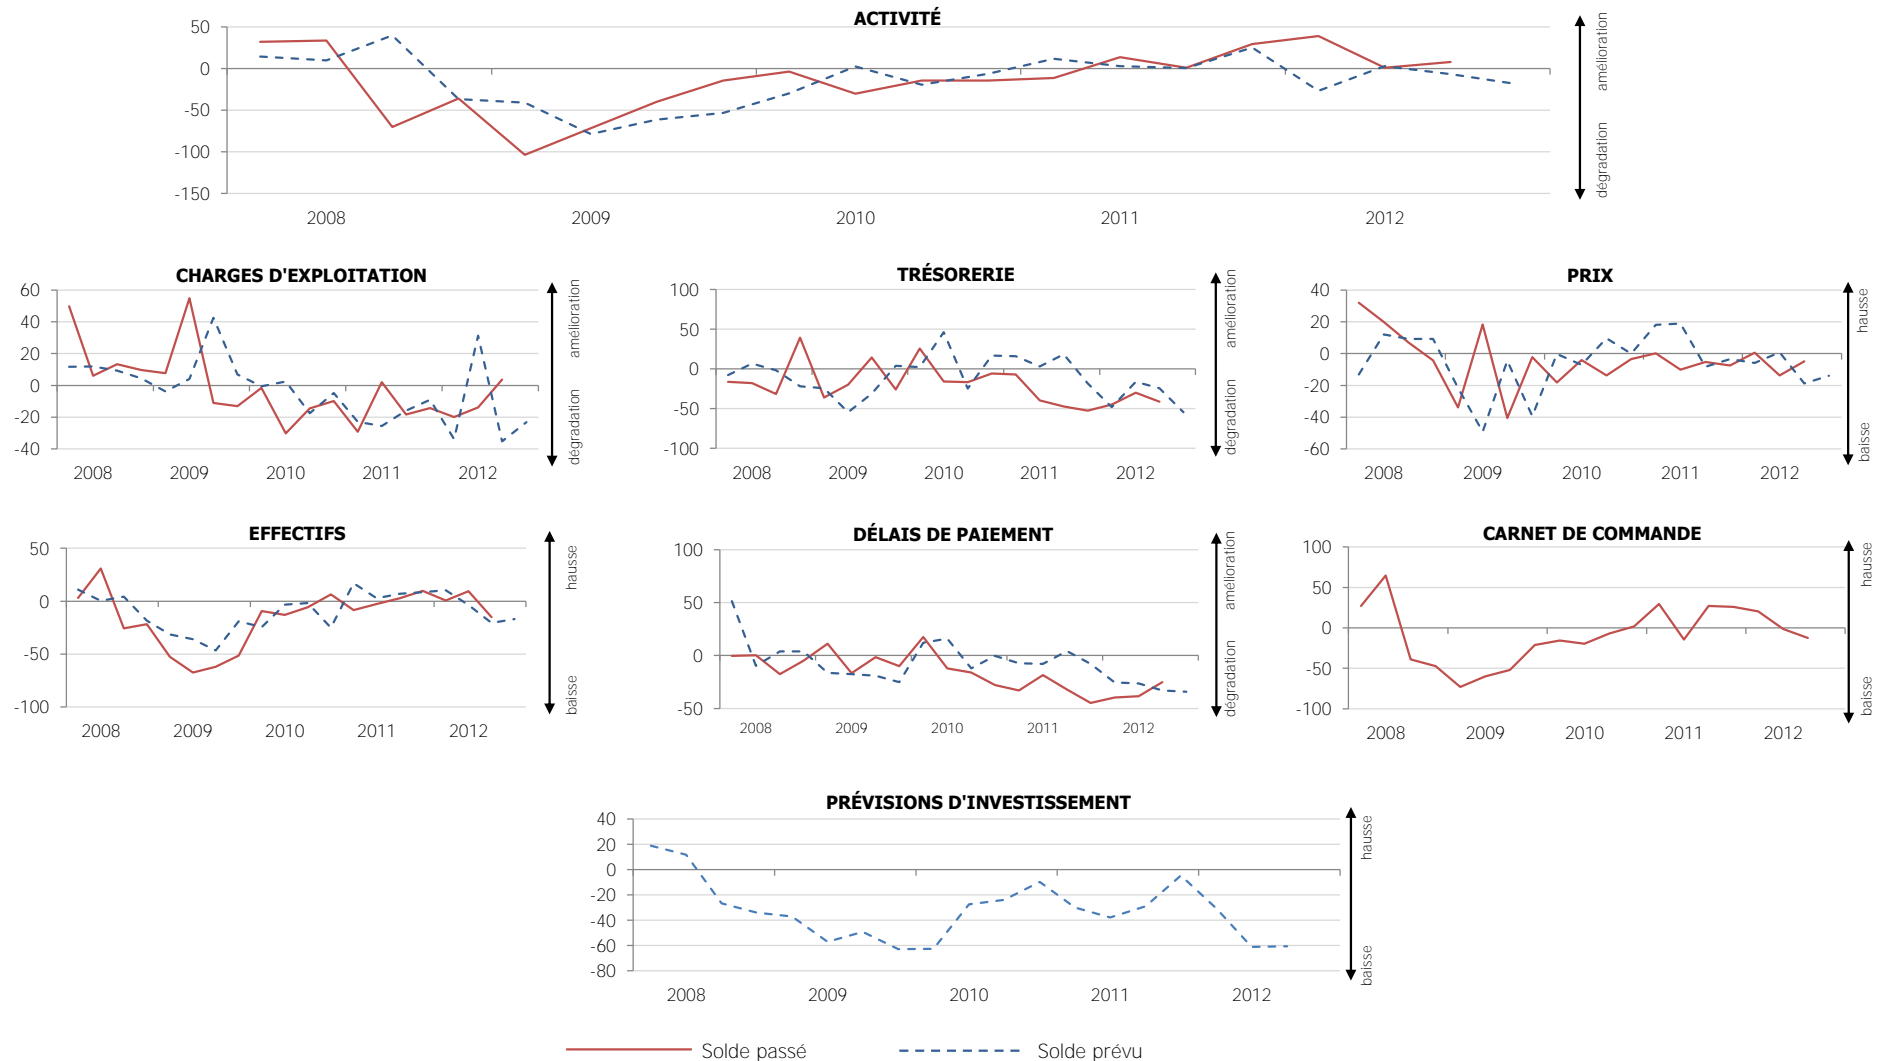 ACTIVITÉ
50
0
-50
-100
-150
2008 2009 2010 2011 2012
amélioration
dégradation
CHARGES D'EXPLOITATION
60
40
20
0
-20
-40
2008 2009 2010 2011 2012
amélioration
dégradation
TRÉSORERIE
100
50
0
-50
-100
2008 2009 2010 2011 2012
amélioration
dégradation
PRIX
40
20
0
-20
-40
-60
2008 2009 2010 2011 2012
hausse
baisse
EFFECTIFS
50
0
-50
-100
2008 2009 2010 2011 2012
hausse
baisse
DÉLAIS DE PAIEMENT
100
50
0
-50
2008 2009 2010 2011 2012
amélioration
dégradation
CARNET DE COMMANDE
100
50
0
-50
-100
2008 2009 2010 2011 2012
hausse
baisse
PRÉVISIONS D'INVESTISSEMENT
40
20
0
-20
-40
-60
-80
2008 2009 2010 2011 2012
hausse
baisse
Solde passé Solde prévu